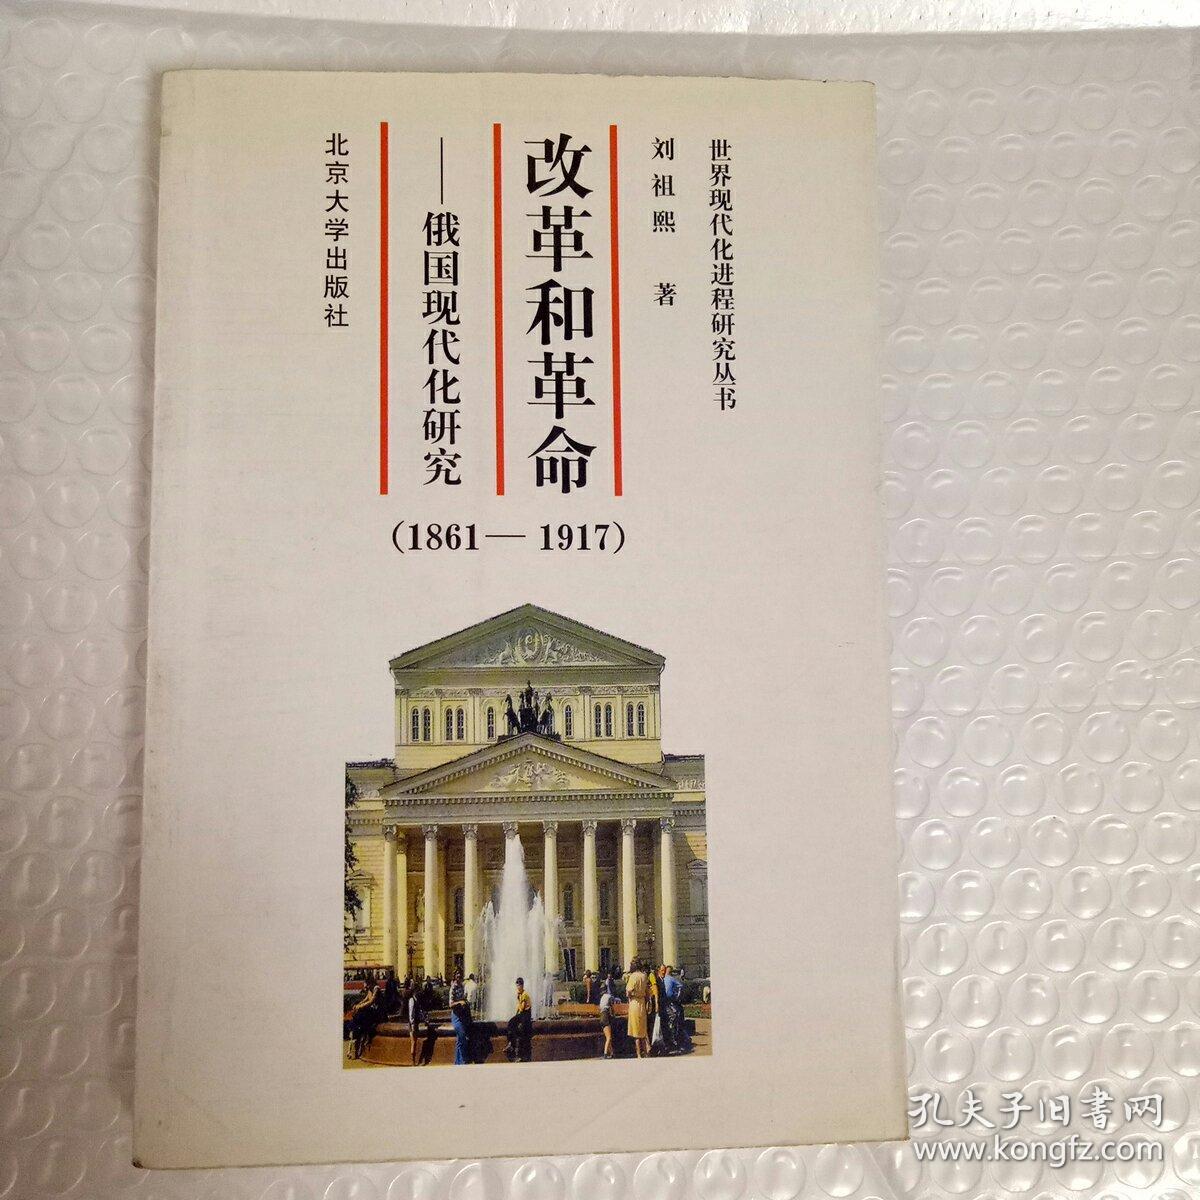 世界现代化进程研究丛书
刘祖熙 著
改革和革命
——俄国现代化研究
(1861—1917)
北京大学出版社
孔夫子旧书网
www.kongfz.com